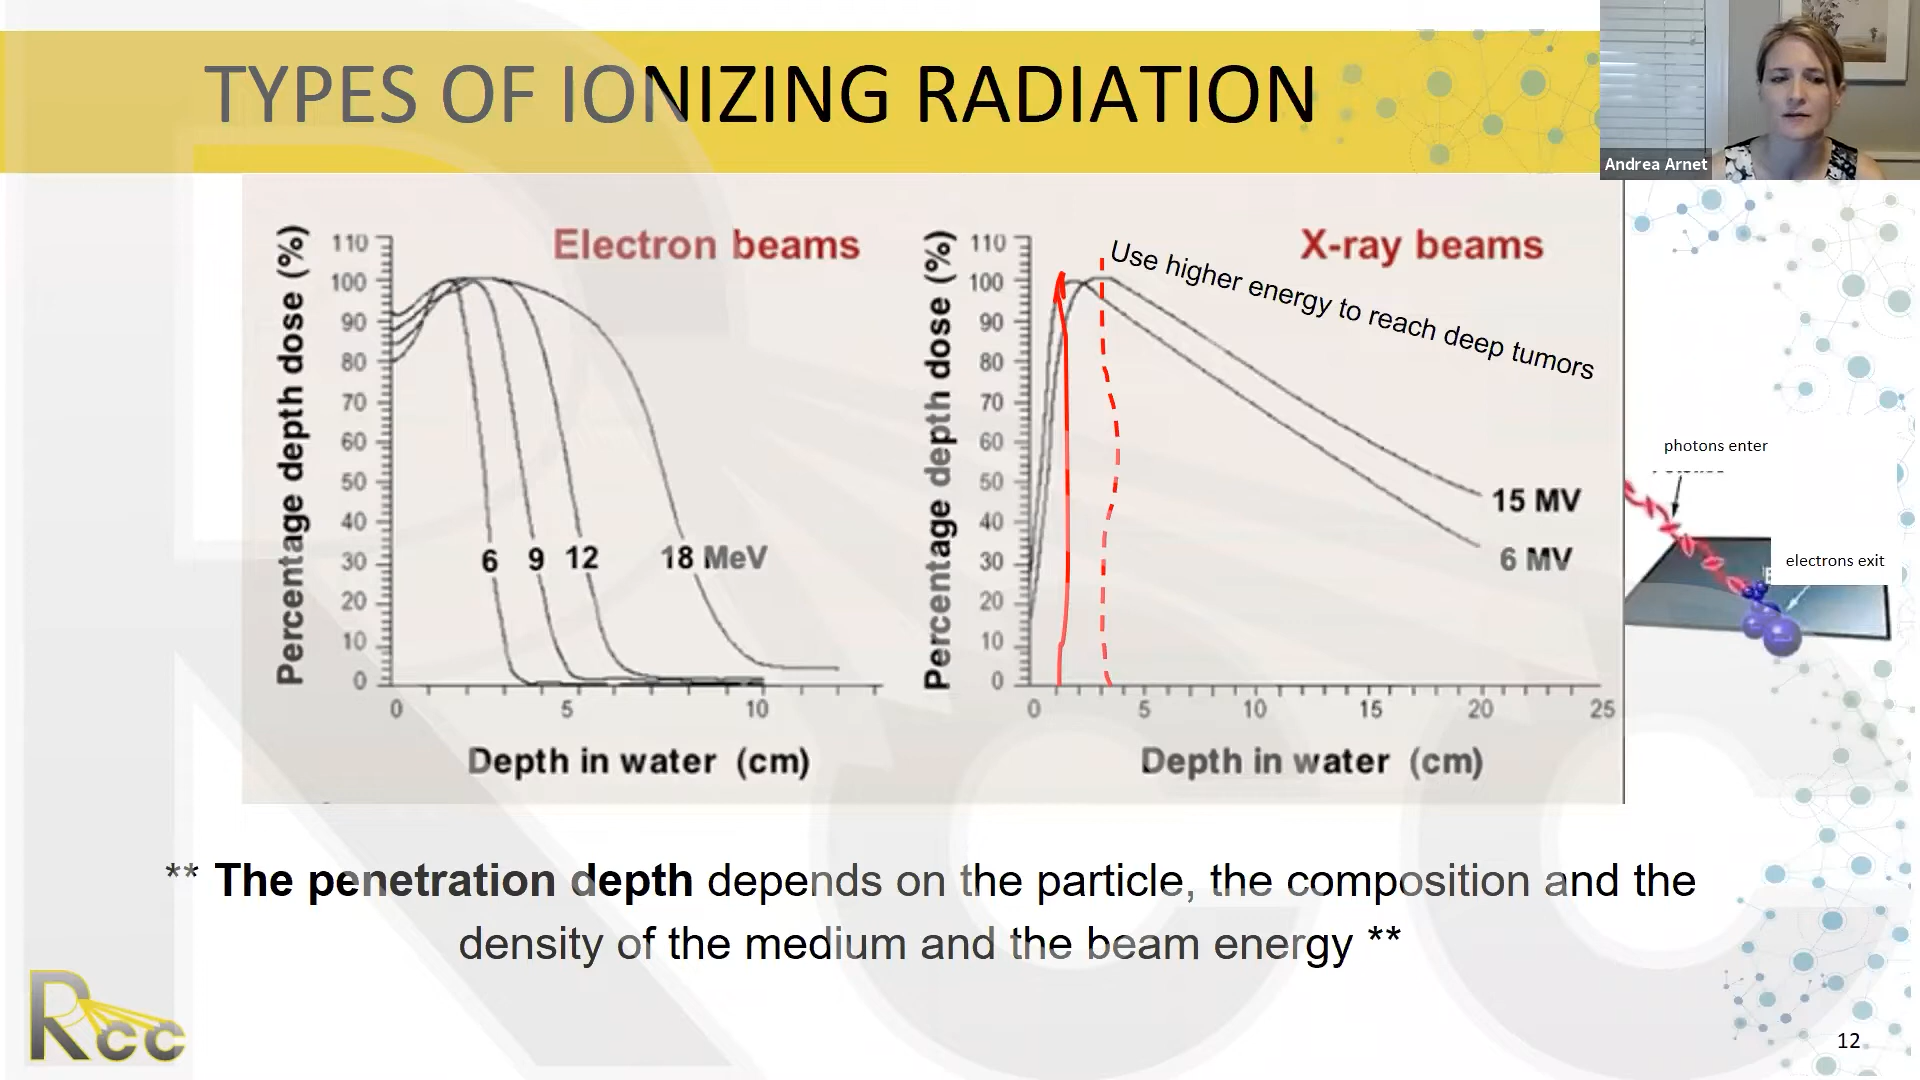 TYPES OF IONIZING RADIATION
Andrea Arnet
Electron beams
Percentage depth dose (%)
110
100
90
80
70
60
50
40
30
20
10
0
6 9 12 18 MeV
0 5 10
Depth in water (cm)
X-ray beams
Use higher energy to reach deep tumors
Percentage depth dose (%)
110
100
90
80
70
60
50
40
30
20
10
0
15 MV
6 MV
0 5 10 15 20 25
Depth in water (cm)
photons enter
electrons exit
** The penetration depth depends on the particle, the composition and the
density of the medium and the beam energy **
Rcc
12